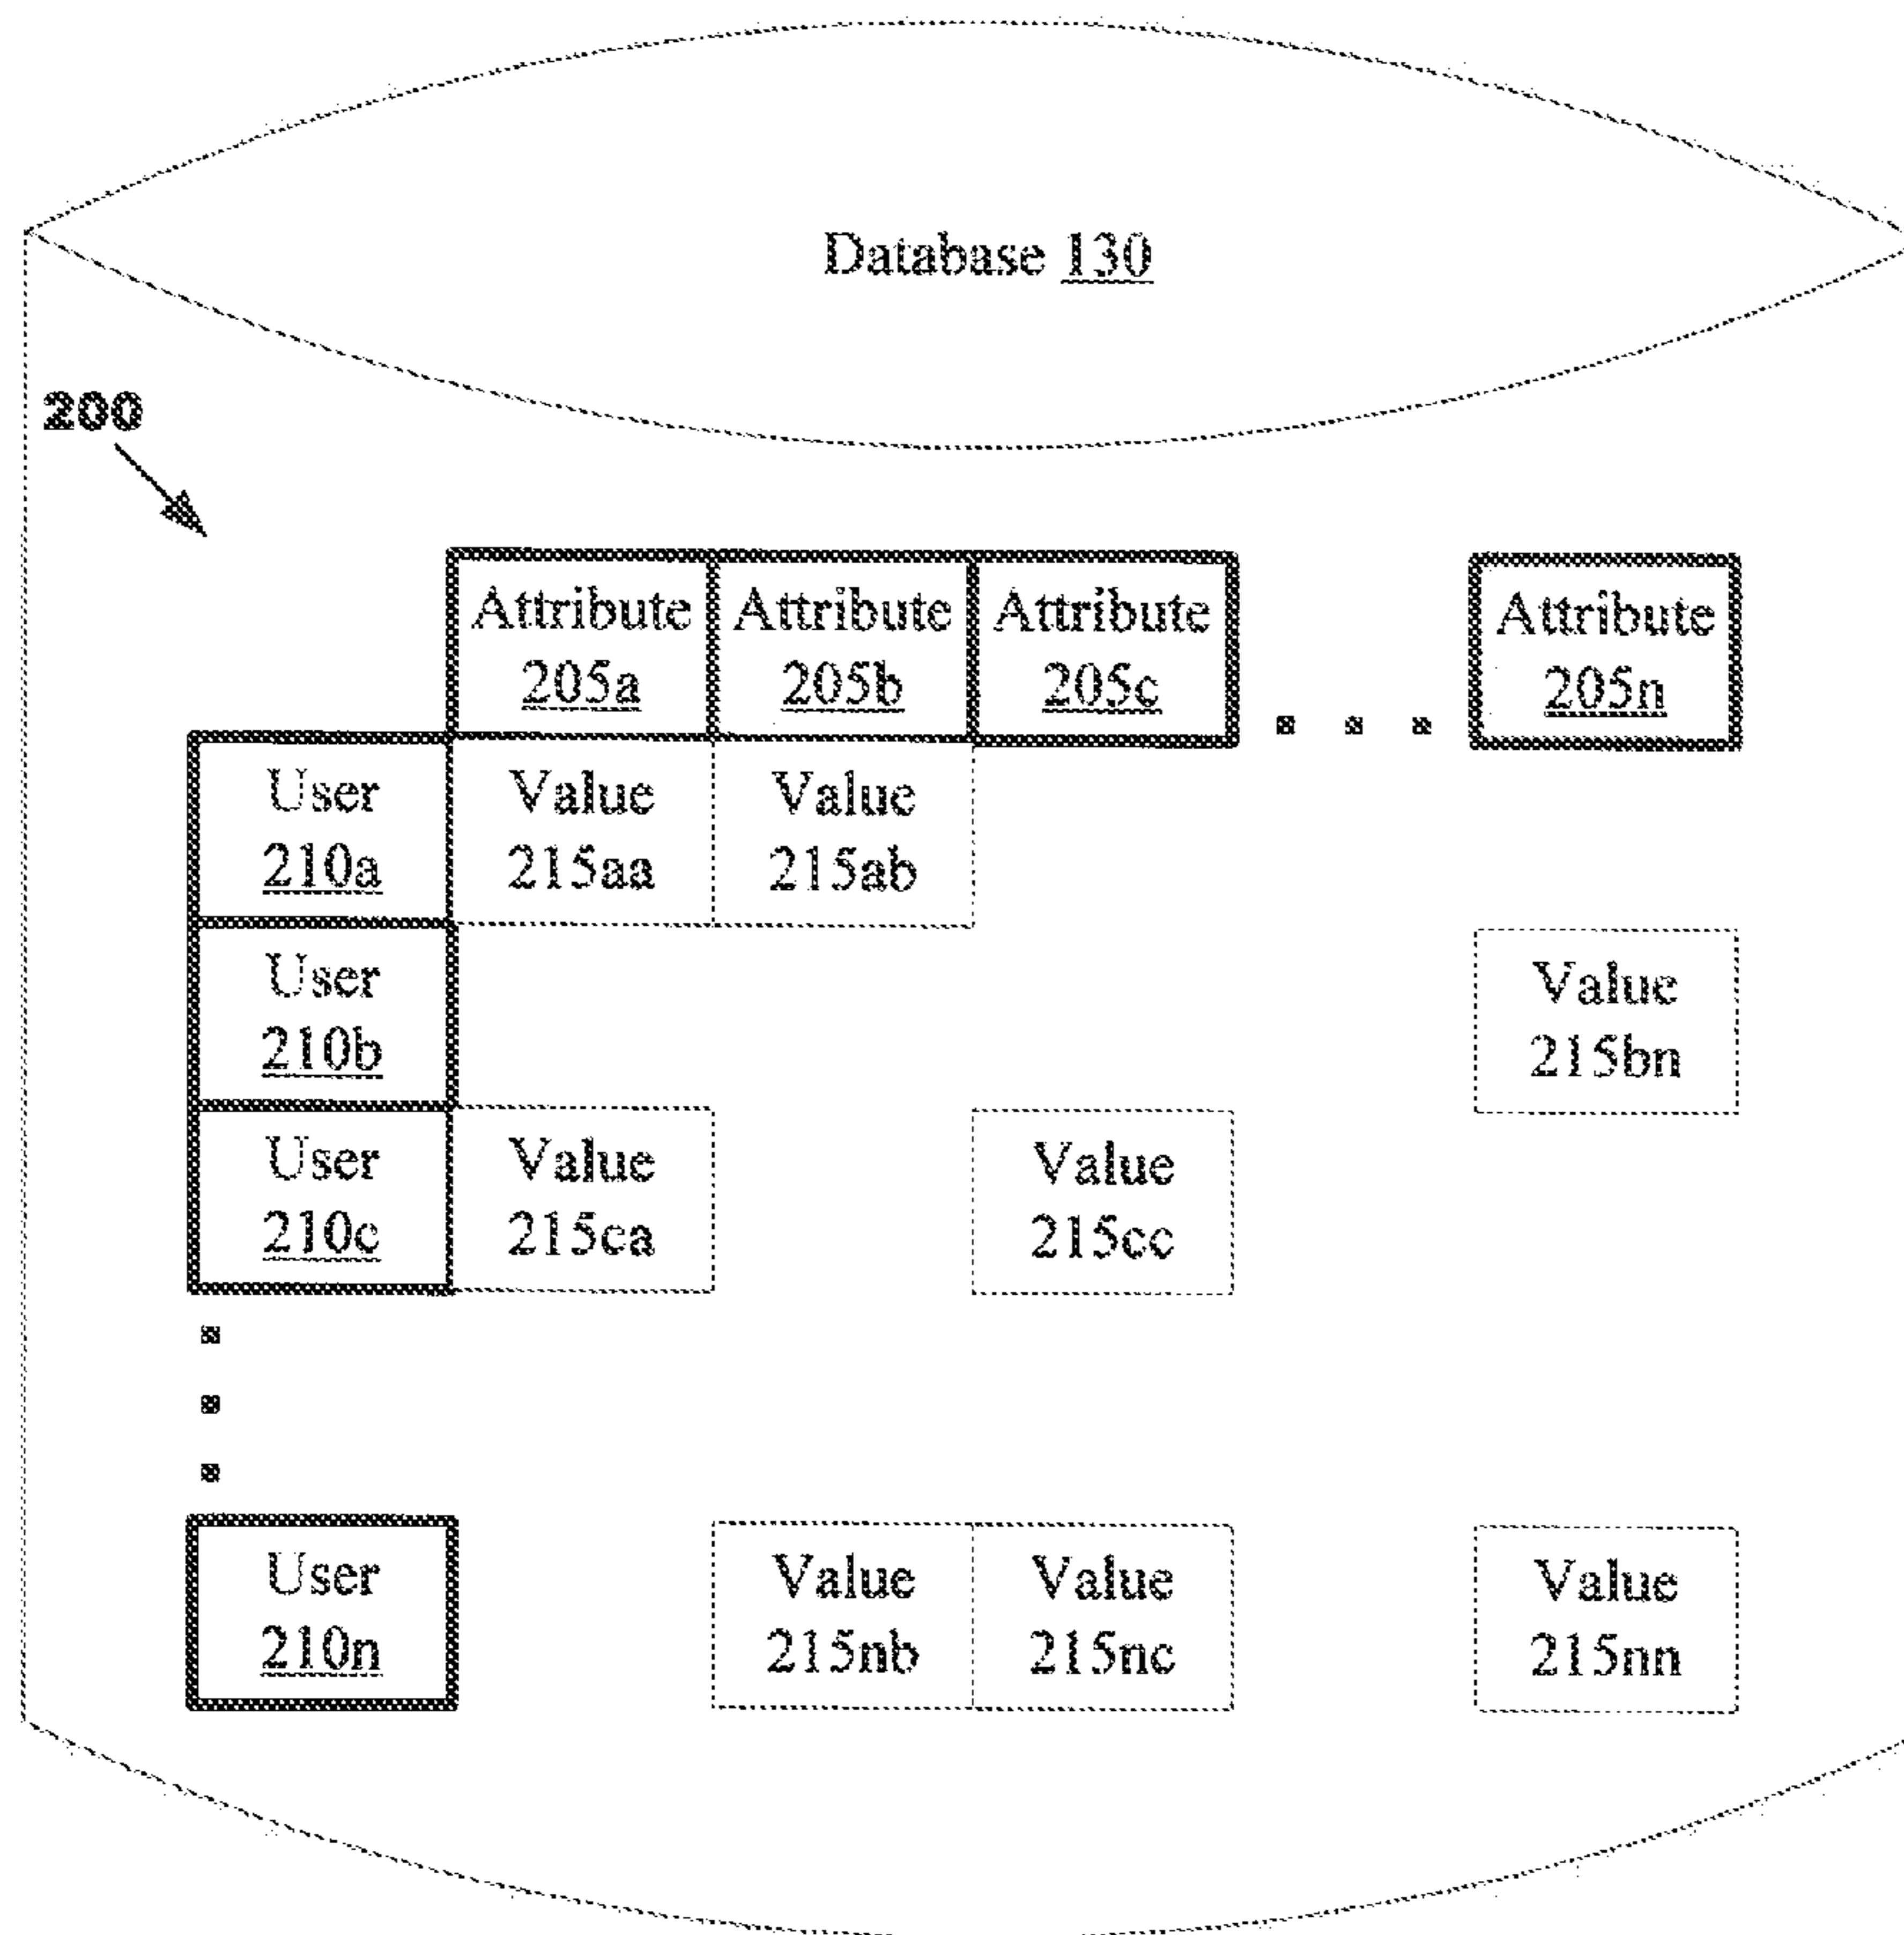 Database 130
200
Attribute Attribute Attribute Attribute
205a 205b 205c 205n
User Value Value
210a 215aa 215ab
User Value
210b 215bn
User Value Value
210c 215ca 215cc
User Value Value Value
210n 215nb 215nc 215nn